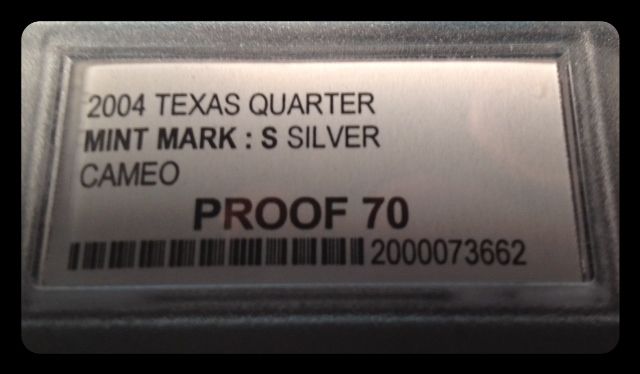 2004 TEXAS QUARTER
MINT MARK : S SILVER
CAMEO
PROOF 70
2000073662